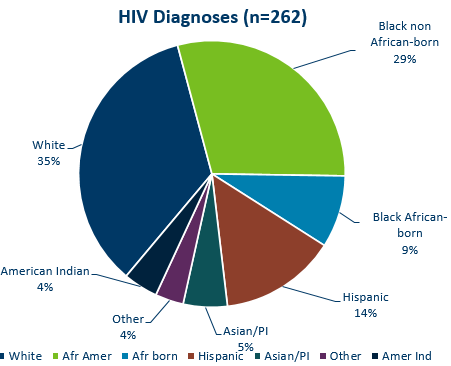 HIV Diagnoses (n=262)
Black non
African-born
29%
White
35%
Black African-
born
9%
American Indian
4%
Hispanic
14%
Other
4%
Asian/PI
5%
White Afr Amer Afr born Hispanic Asian/PI Other Amer Ind